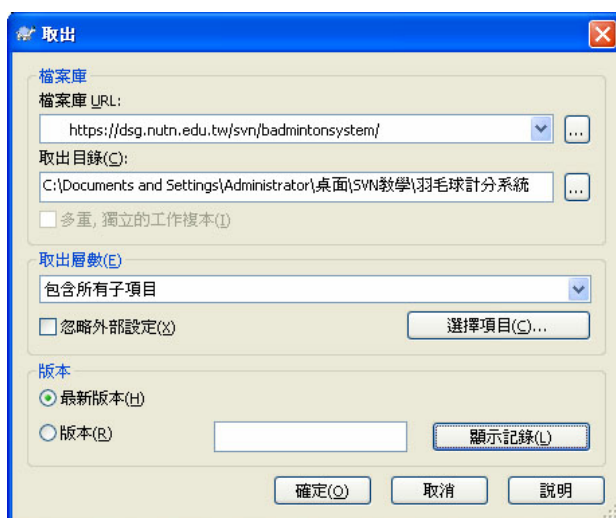 取出
檔案庫
檔案庫 URL:
https://dsg.nutn.edu.tw/svn/badmintonsystem/
...
取出目錄(C):
C:\Documents and Settings\Administrator\桌面\SVN教學\羽毛球計分系統
...
多重, 獨立的工作複本(I)
取出層數(E)
包含所有子項目
忽略外部設定(X)
選擇項目(C)...
版本
最新版本(H)
版本(R)
顯示記錄(L)
確定(O) 取消 說明